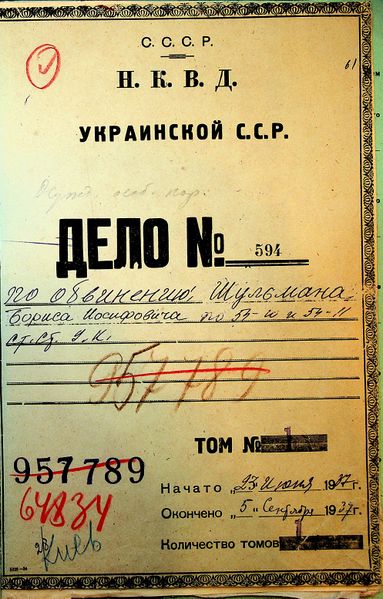 61
С. С. С. Р.
Н. К. В. Д.
УКРАИНСКОЙ С.С.Р.
ДЕЛО № 594
по обвинению Шульмана
Бориса Иосифовича по 54-10 и 54-11
ст.ст. У.К.
957789
ТОМ № 1
957789
64834
Киев
Начато „23" Июня 1937 г.
Окончено „5" Сентября 1937 г.
Количество томов 1